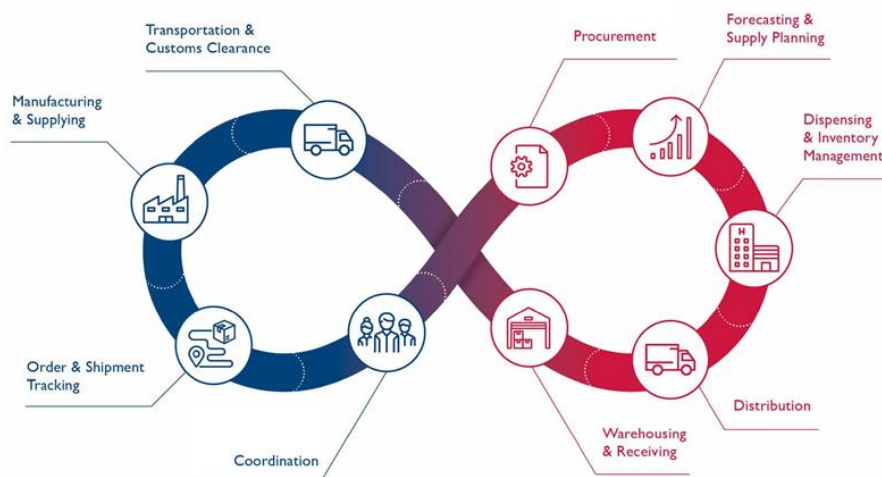 Transportation &
Customs Clearance
Procurement
Forecasting &
Supply Planning
Manufacturing
& Supplying
Dispensing
& Inventory
Management
H
Order & Shipment
Tracking
Distribution
Coordination
Warehousing
& Receiving